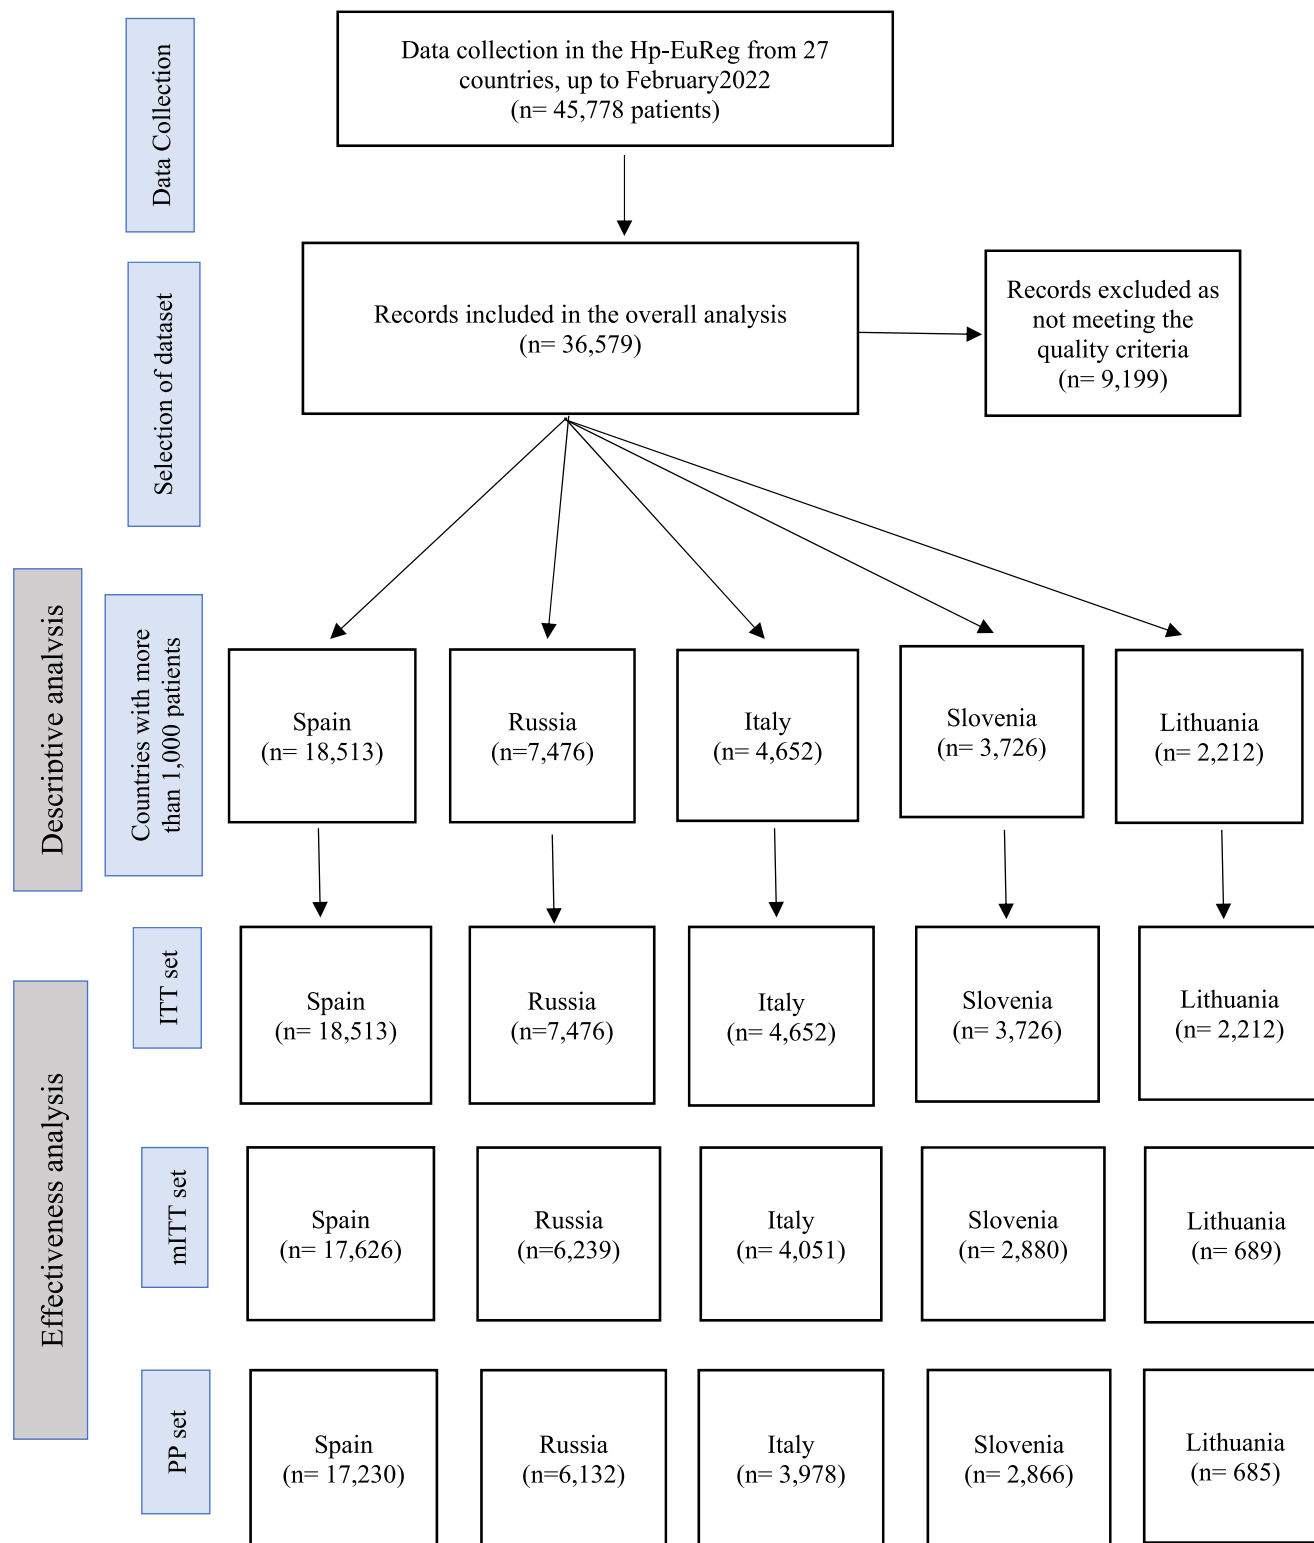 Data Collection
Data collection in the Hp-EuReg from 27
countries, up to February2022
(n= 45,778 patients)
Selection of dataset
Records included in the overall analysis
(n= 36,579)
Records excluded as
not meeting the
quality criteria
(n= 9,199)
Descriptive analysis
Countries with more
than 1,000 patients
Spain
(n= 18,513)
Russia
(n=7,476)
Italy
(n= 4,652)
Slovenia
(n= 3,726)
Lithuania
(n= 2,212)
Effectiveness analysis
ITT set
Spain
(n= 18,513)
Russia
(n=7,476)
Italy
(n= 4,652)
Slovenia
(n= 3,726)
Lithuania
(n= 2,212)
mITT set
Spain
(n= 17,626)
Russia
(n=6,239)
Italy
(n= 4,051)
Slovenia
(n= 2,880)
Lithuania
(n= 689)
PP set
Spain
(n= 17,230)
Russia
(n=6,132)
Italy
(n= 3,978)
Slovenia
(n= 2,866)
Lithuania
(n= 685)